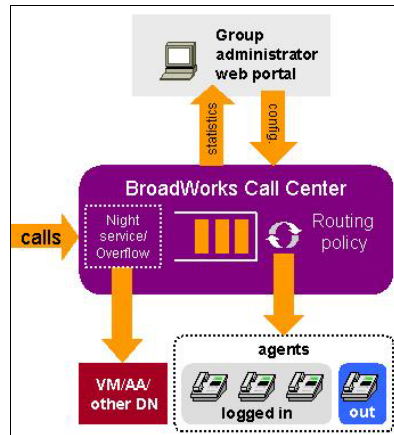 Group
administrator
web portal
statistics
config.
BroadWorks Call Center
calls
Night
service/
Overflow
Routing
policy
VM/AA/
other DN
agents
logged in
out